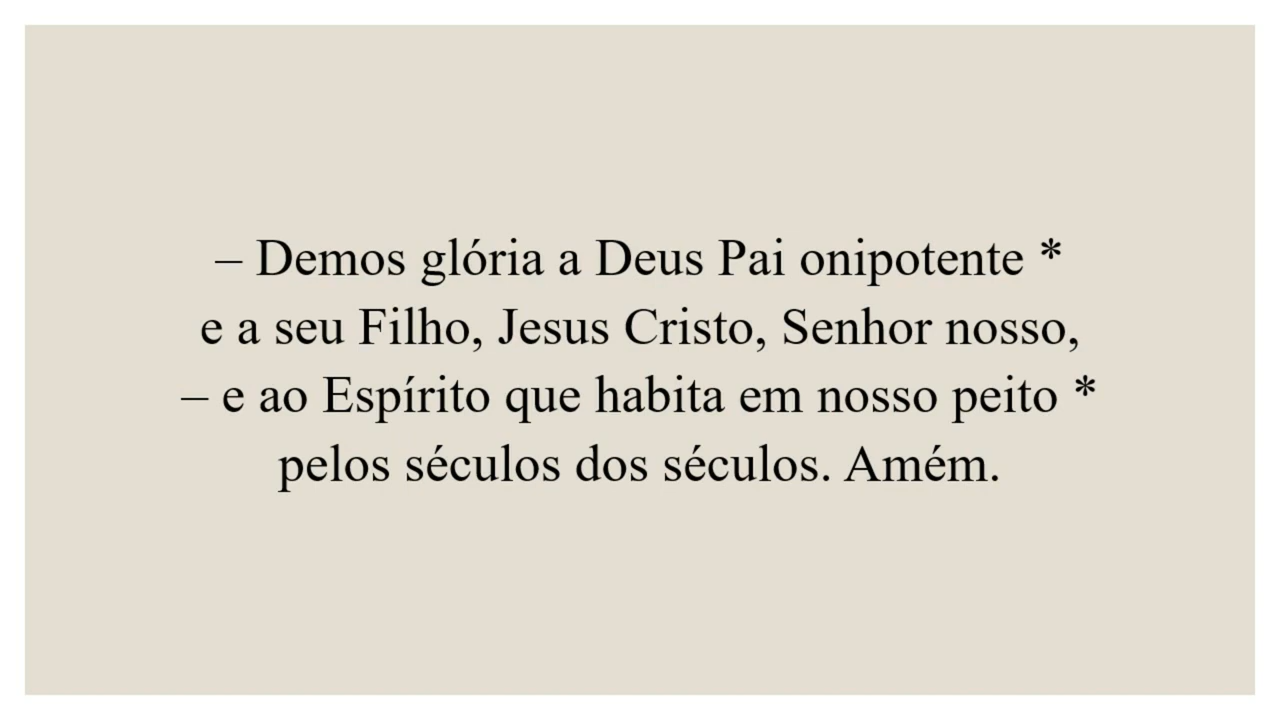 – Demos glória a Deus Pai onipotente *
e a seu Filho, Jesus Cristo, Senhor nosso,
– e ao Espírito que habita em nosso peito *
pelos séculos dos séculos. Amém.